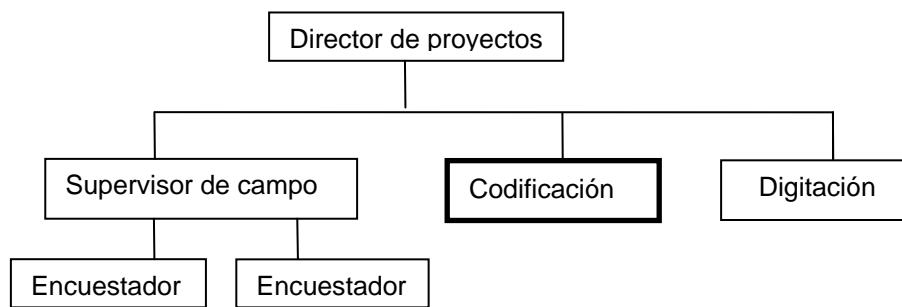 Director de proyectos
Supervisor de campo
Codificación
Digitación
Encuestador
Encuestador